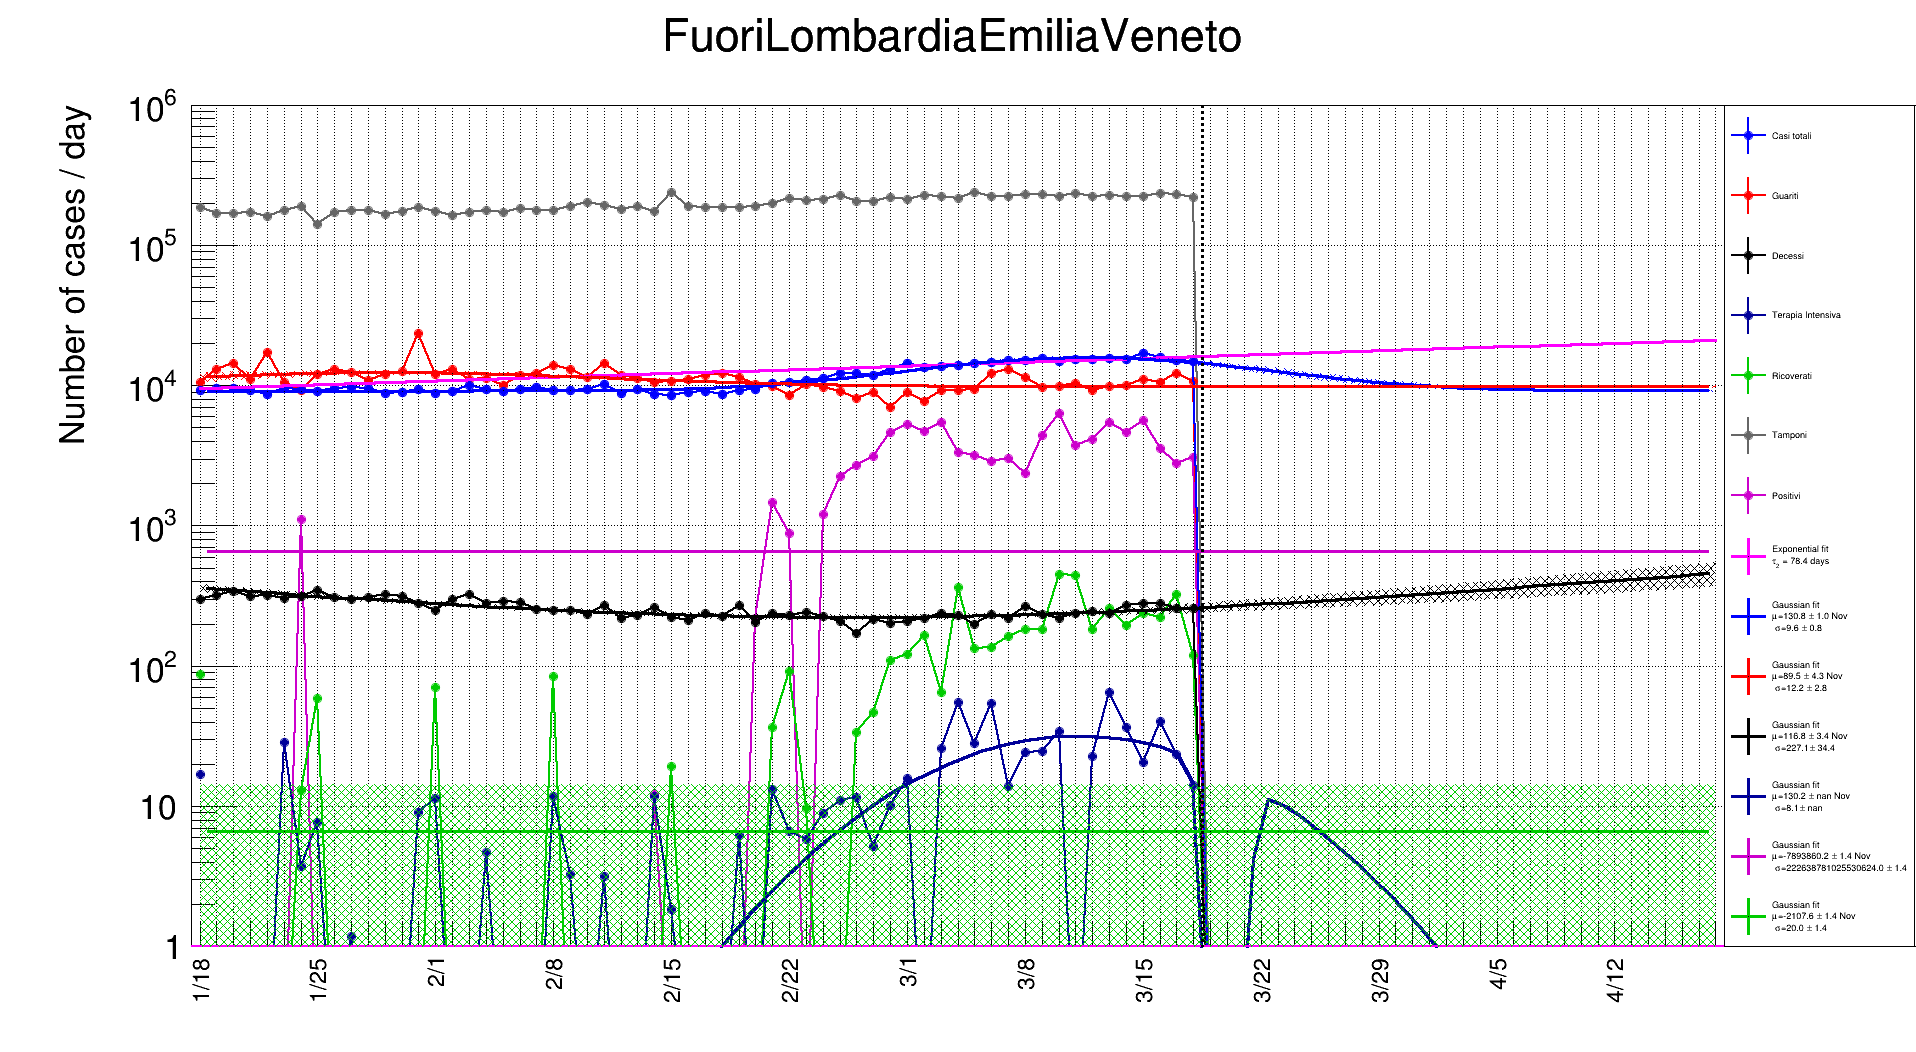 FuoriLombardiaEmiliaVeneto
Number of cases / day
10^6
10^5
10^4
10^3
10^2
10
1
1/18
1/25
2/1
2/8
2/15
2/22
3/1
3/8
3/15
3/22
3/29
4/5
4/12
Casi totali
Guariti
Decessi
Terapia Intensiva
Ricoverati
Tamponi
Positivi
Exponential fit
τ₂ = 78.4 days
Gaussian fit
μ=130.8 ± 1.0 Nov
σ=9.6 ± 0.8
Gaussian fit
μ=89.5 ± 4.3 Nov
σ=12.2 ± 2.8
Gaussian fit
μ=116.8 ± 3.4 Nov
σ=227.1± 34.4
Gaussian fit
μ=130.2 ± nan Nov
σ=8.1± nan
Gaussian fit
μ=-7893860.2 ± 1.4 Nov
σ=222638781025530624.0 ± 1.4
Gaussian fit
μ=-2107.6 ± 1.4 Nov
σ=20.0 ± 1.4